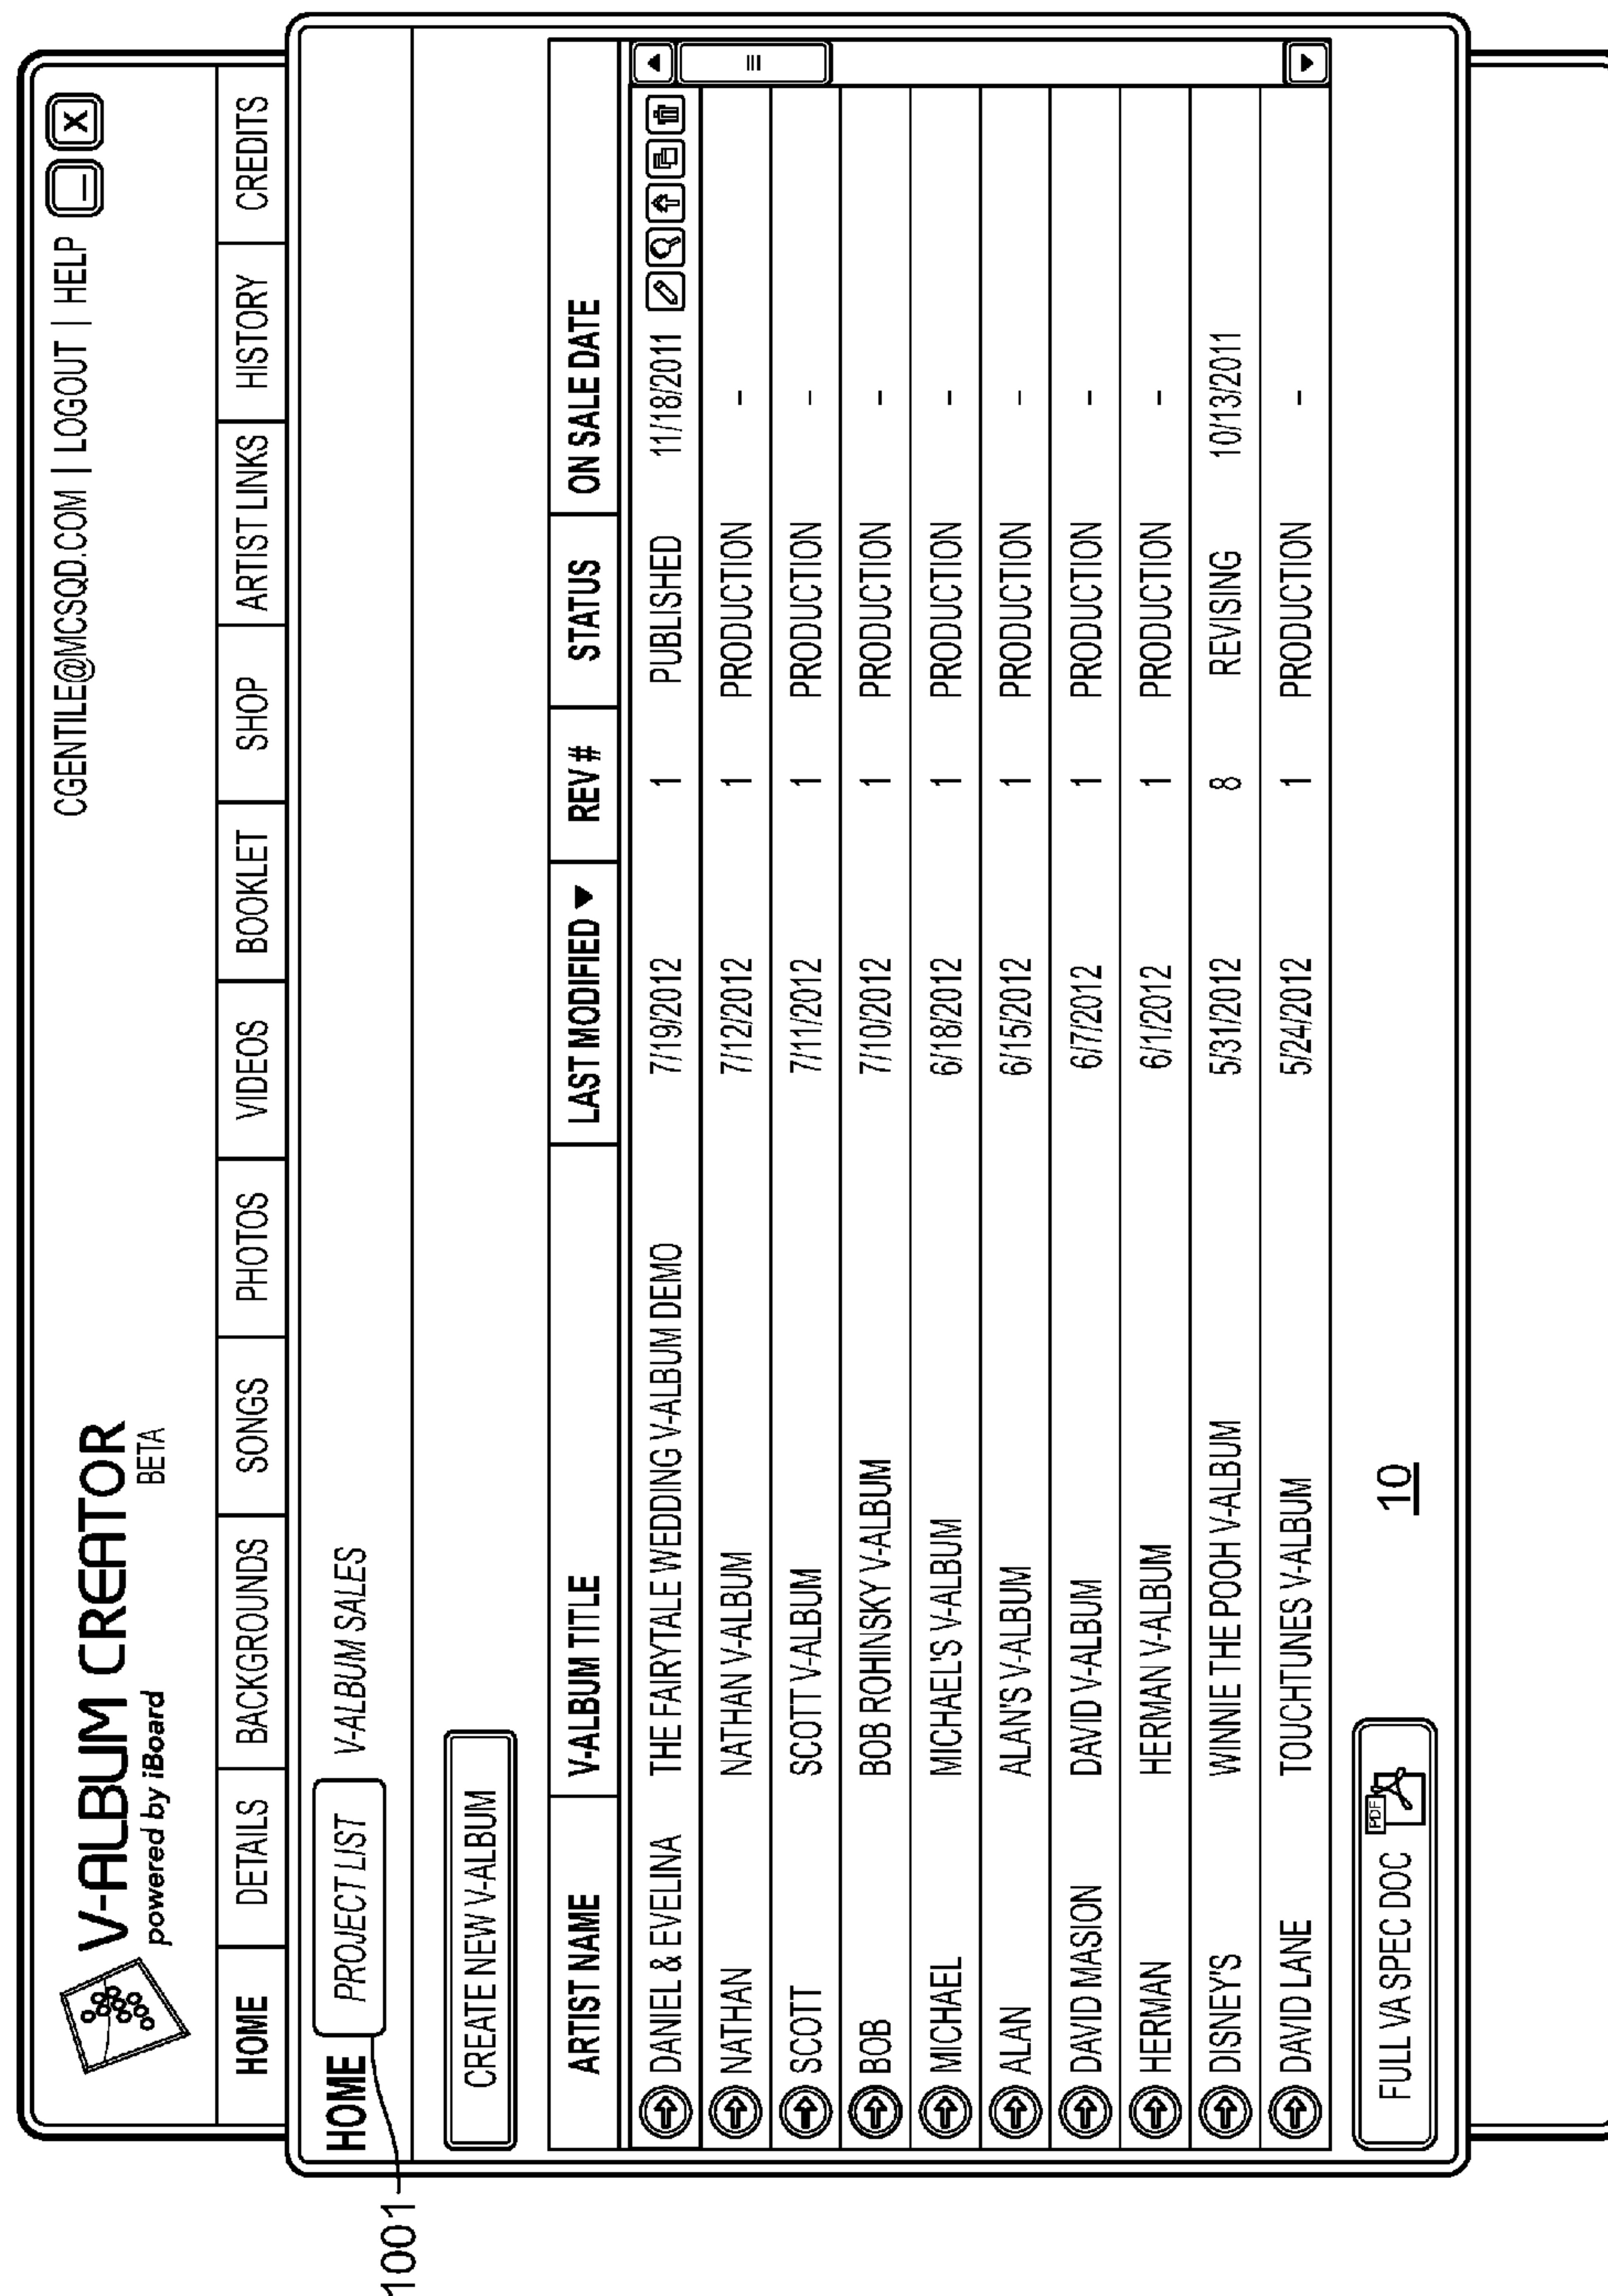 V-ALBUM CREATOR
BETA
powered by iBoard
CGENTILE@MCSQD.COM | LOGOUT | HELP X
HOME DETAILS BACKGROUNDS SONGS PHOTOS VIDEOS BOOKLET SHOP ARTIST LINKS HISTORY CREDITS
HOME PROJECT LIST V-ALBUM SALES
1001
CREATE NEW V-ALBUM
ARTIST NAME V-ALBUM TITLE LAST MODIFIED ▼ REV # STATUS ON SALE DATE
DANIEL & EVELINA THE FAIRYTALE WEDDING V-ALBUM DEMO 7/19/2012 1 PUBLISHED 11/18/2011
NATHAN NATHAN V-ALBUM 7/12/2012 1 PRODUCTION -
SCOTT SCOTT V-ALBUM 7/11/2012 1 PRODUCTION -
BOB BOB ROHINSKY V-ALBUM 7/10/2012 1 PRODUCTION -
MICHAEL MICHAELS V-ALBUM 6/18/2012 1 PRODUCTION -
ALAN ALAN'S V-ALBUM 6/15/2012 1 PRODUCTION -
DAVID MASION DAVID V-ALBUM 6/7/2012 1 PRODUCTION -
HERMAN HERMAN V-ALBUM 6/1/2012 1 PRODUCTION -
DISNEY'S WINNIE THE POOH V-ALBUM 5/31/2012 8 REVISING 10/13/2011
DAVID LANE TOUCHTUNES V-ALBUM 5/24/2012 1 PRODUCTION -
FULL VA SPEC DOC PDF
10